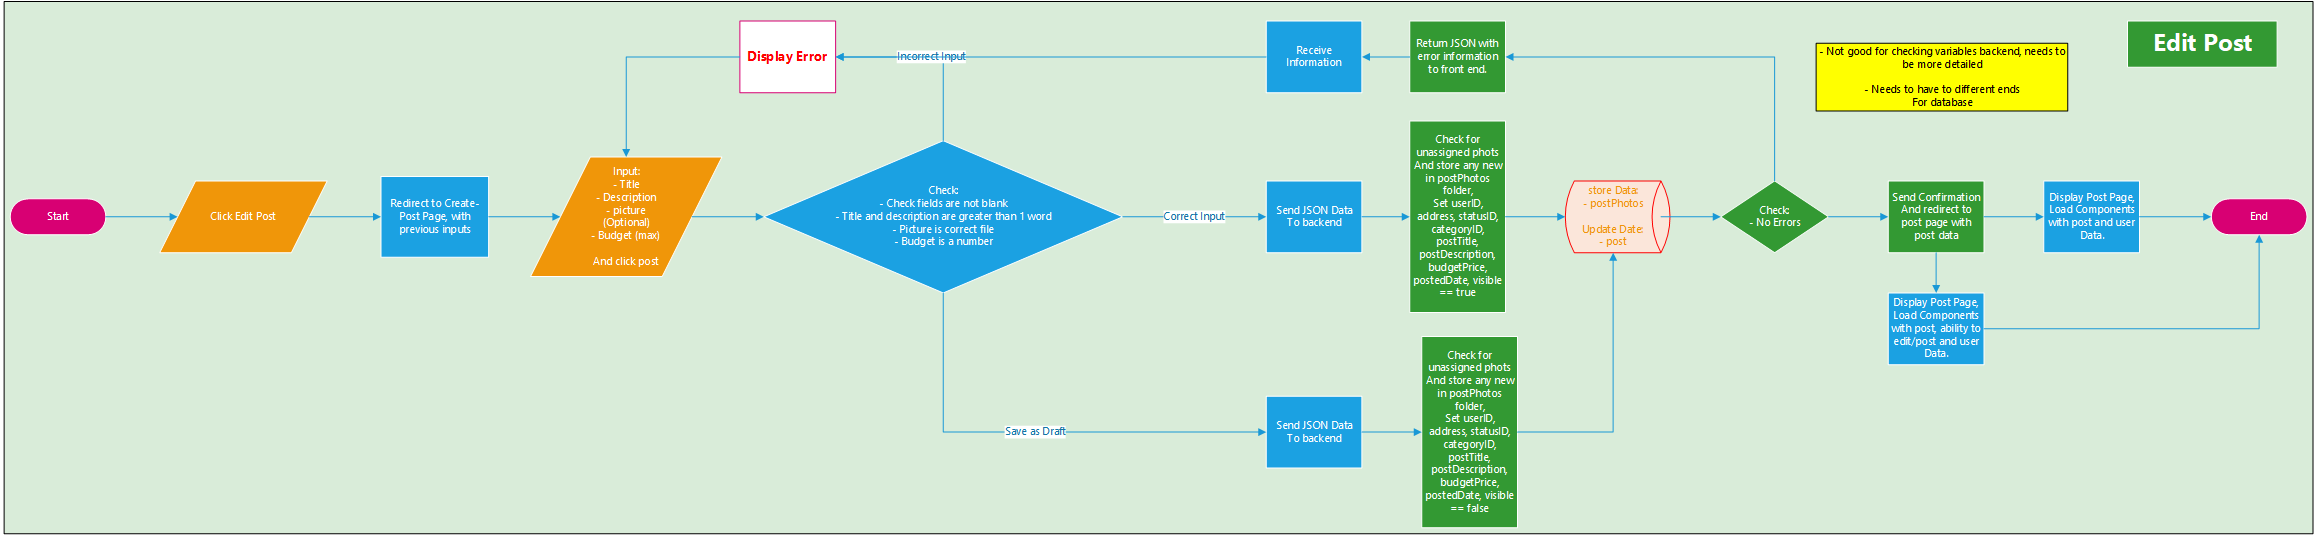 Edit Post
- Not good for checking variables backend, needs to
be more detailed
- Needs to have to different ends
For database
Start
Click Edit Post
Redirect to Create-
Post Page, with
previous inputs
Input:
- Title
- Description
- picture
(Optional)
- Budget (max)
And click post
Display Error
Incorrect Input
Check:
- Check fields are not blank
- Title and description are greater than 1 word
- Picture is correct file
- Budget is a number
Correct Input
Save as Draft
Receive
Information
Return JSON with
error information
to front end.
Send JSON Data
To backend
Check for
unassigned phots
And store any new
in postPhotos
folder,
Set userID,
address, statusID,
categoryID,
postTitle,
postDescription,
budgetPrice,
postedDate, visible
== true
Send JSON Data
To backend
Check for
unassigned phots
And store any new
in postPhotos
folder,
Set userID,
address, statusID,
categoryID,
postTitle,
postDescription,
budgetPrice,
postedDate, visible
== false
store Data:
- postPhotos
Update Date:
- post
Check:
- No Errors
Send Confirmation
And redirect to
post page with
post data
Display Post Page,
Load Components
with post and user
Data.
Display Post Page,
Load Components
with post, ability to
edit/post and user
Data.
End